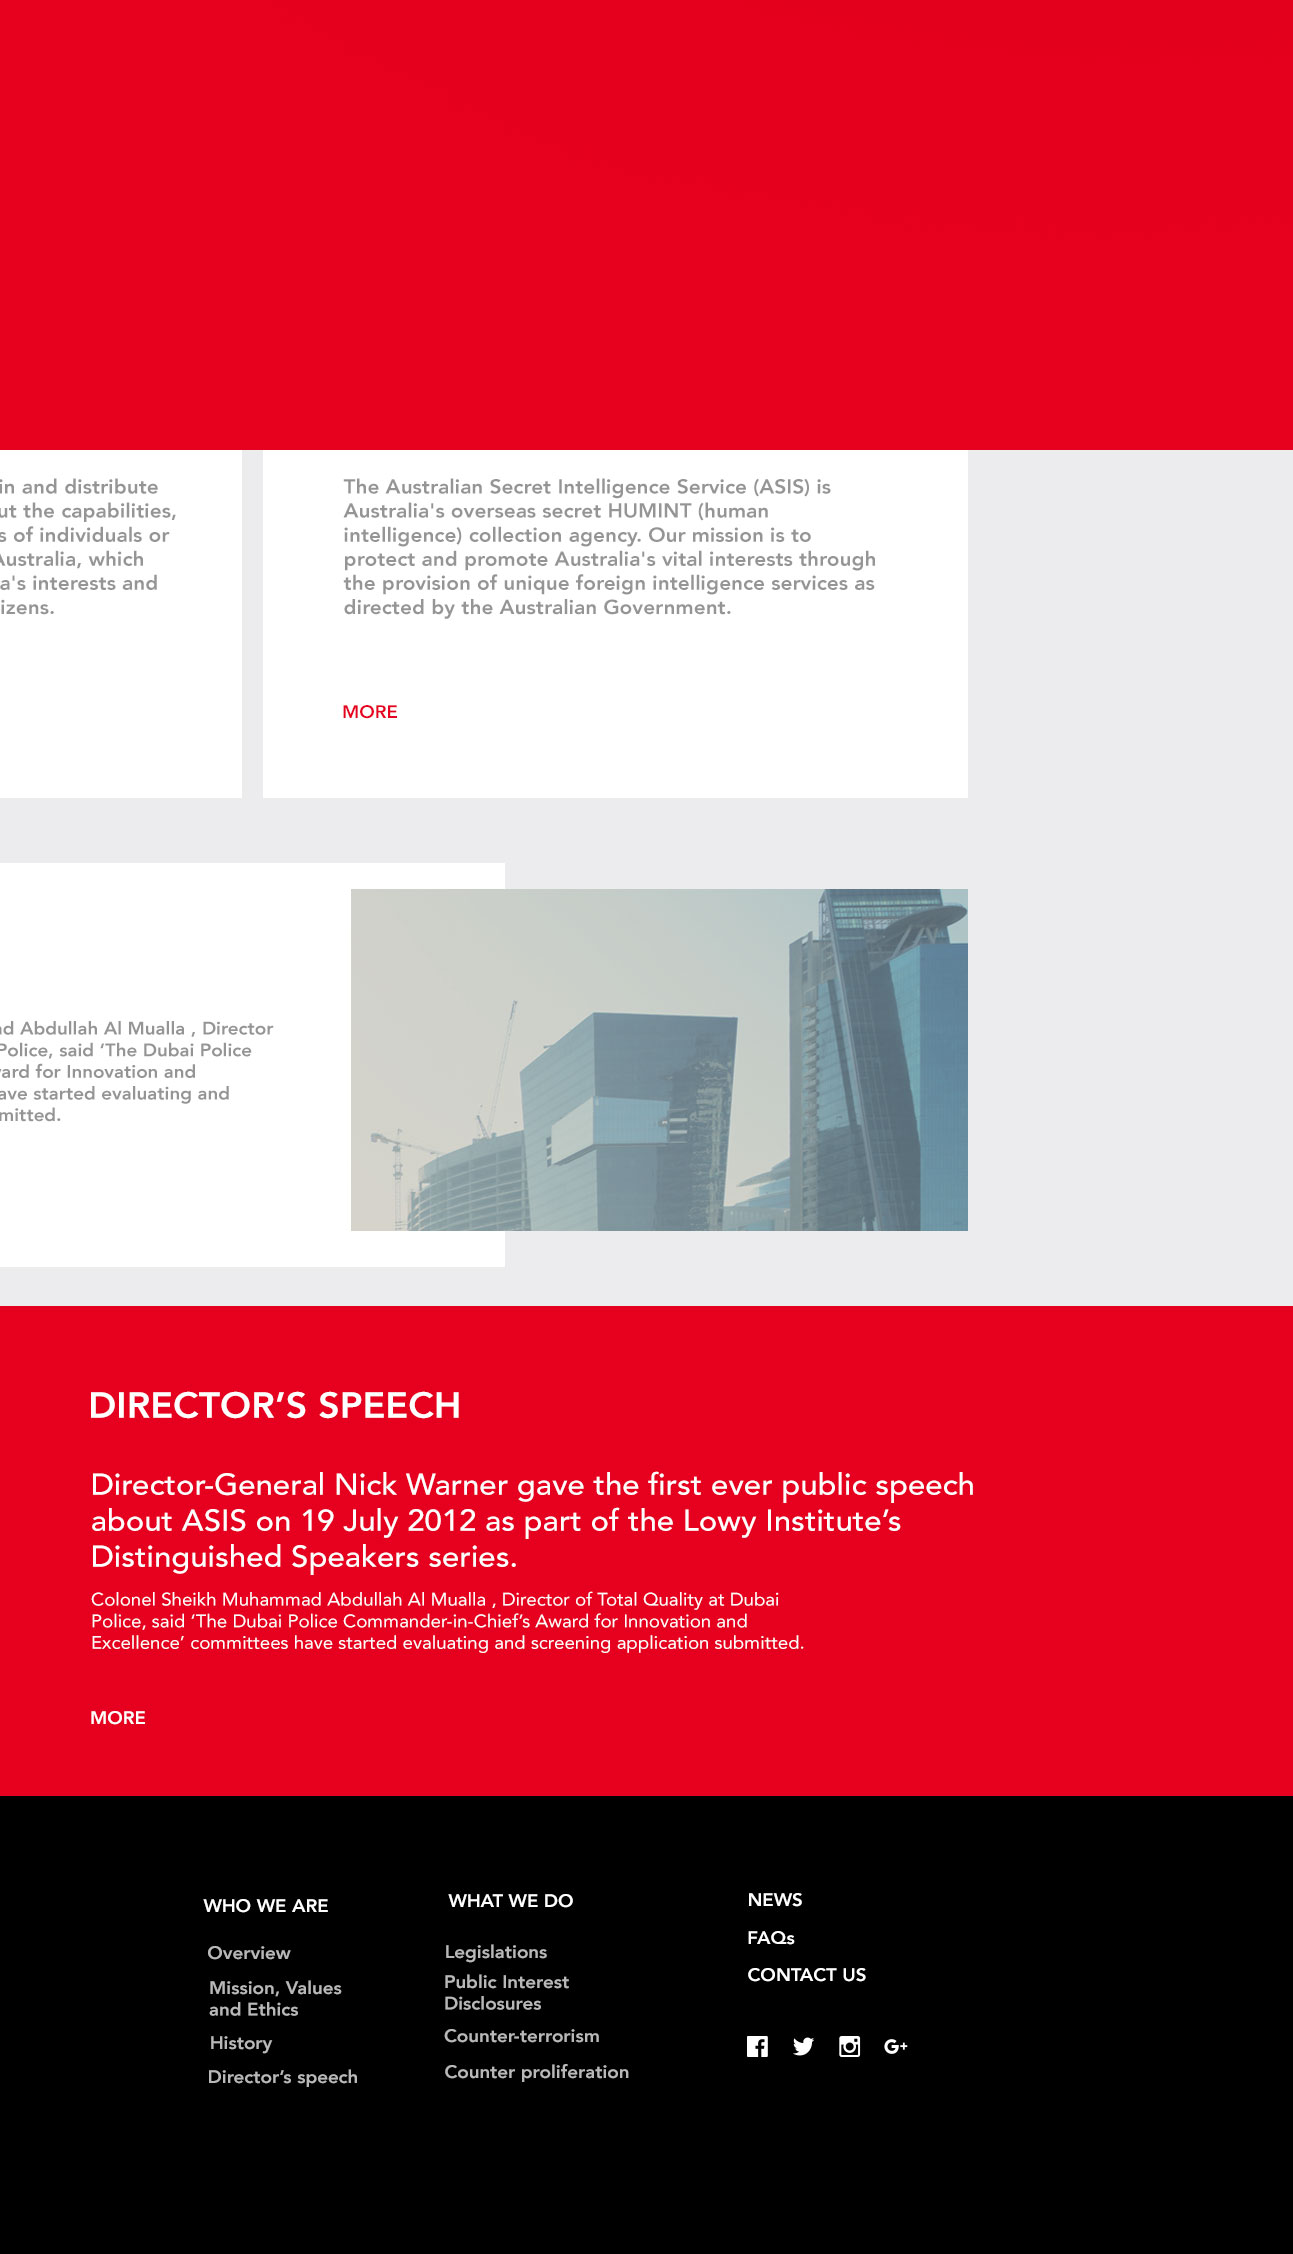 in and distribute
ut the capabilities,
s of individuals or
Australia, which
a's interests and
izens.
The Australian Secret Intelligence Service (ASIS) is
Australia's overseas secret HUMINT (human
intelligence) collection agency. Our mission is to
protect and promote Australia's vital interests through
the provision of unique foreign intelligence services as
directed by the Australian Government.
MORE
ad Abdullah Al Mualla , Director
Police, said ‘The Dubai Police
ard for Innovation and
ave started evaluating and
mitted.
DIRECTOR’S SPEECH
Director-General Nick Warner gave the first ever public speech
about ASIS on 19 July 2012 as part of the Lowy Institute’s
Distinguished Speakers series.
Colonel Sheikh Muhammad Abdullah Al Mualla , Director of Total Quality at Dubai
Police, said ‘The Dubai Police Commander-in-Chief’s Award for Innovation and
Excellence’ committees have started evaluating and screening application submitted.
MORE
WHO WE ARE
Overview
Mission, Values
and Ethics
History
Director’s speech
WHAT WE DO
Legislations
Public Interest
Disclosures
Counter-terrorism
Counter proliferation
NEWS
FAQs
CONTACT US
G+